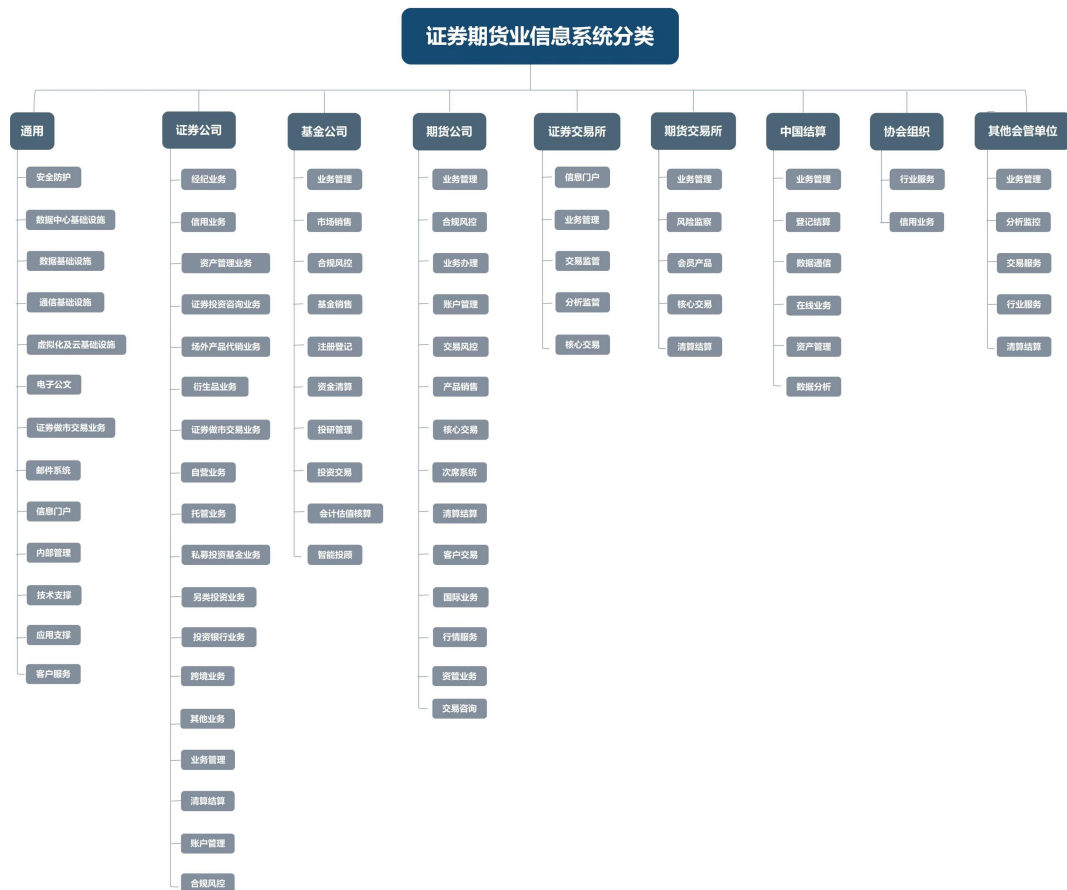 证券期货业信息系统分类
通用
安全防护
数据中心基础设施
数据基础设施
通信基础设施
虚拟化及云基础设施
电子公文
证券做市交易业务
邮件系统
信息门户
内部管理
技术支撑
应用支撑
客户服务
证券公司
经纪业务
信用业务
资产管理业务
证券投资咨询业务
场外产品代销业务
衍生品业务
证券做市交易业务
自营业务
托管业务
私募投资基金业务
另类投资业务
投资银行业务
跨境业务
其他业务
业务管理
清算结算
账户管理
合规风控
基金公司
业务管理
市场销售
合规风控
基金销售
注册登记
资金清算
投研管理
投资交易
会计估值核算
智能投顾
期货公司
业务管理
合规风控
业务办理
账户管理
交易风控
产品销售
核心交易
次席系统
清算结算
客户交易
国际业务
行情服务
资管业务
交易咨询
证券交易所
信息门户
业务管理
交易监管
分析监管
核心交易
期货交易所
业务管理
风险监察
会员产品
核心交易
清算结算
中国结算
业务管理
登记结算
数据通信
在线业务
资产管理
数据分析
协会组织
行业服务
信用业务
其他会管单位
业务管理
分析监控
交易服务
行业服务
清算结算